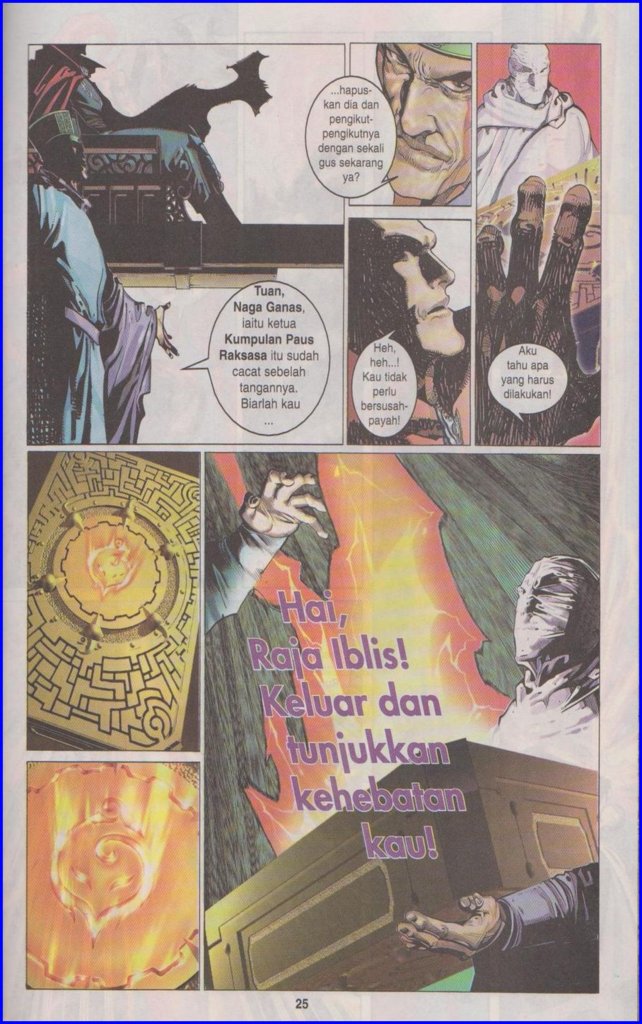 Tuan,
Naga Ganas,
iaitu ketua
Kumpulan Paus
Raksasa itu sudah
cacat sebelah
tangannya.
Biarlah kau
...
...hapus-
kan dia dan
pengikut-
pengikutnya
dengan sekali
gus sekarang
ya?
Heh,
heh...!
Kau tidak
perlu
bersusah-
payah!
Aku
tahu apa
yang harus
dilakukan!
Hai,
Raja Iblis!
Keluar dan
tunjukkan
kehebatan
kau!
25